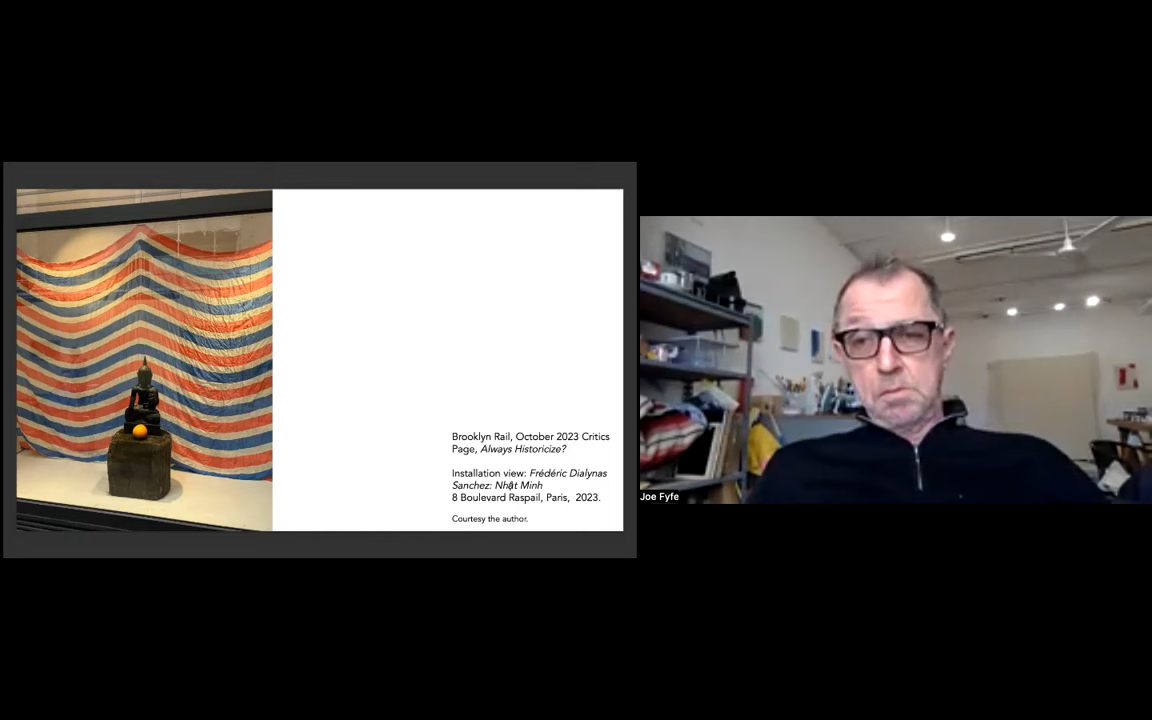 Brooklyn Rail, October 2023 Critics
Page, Always Historicize?
Installation view: Frédéric Dialynas
Sanchez: Nhật Minh
8 Boulevard Raspail, Paris, 2023.
Courtesy the author.
Joe Fyfe